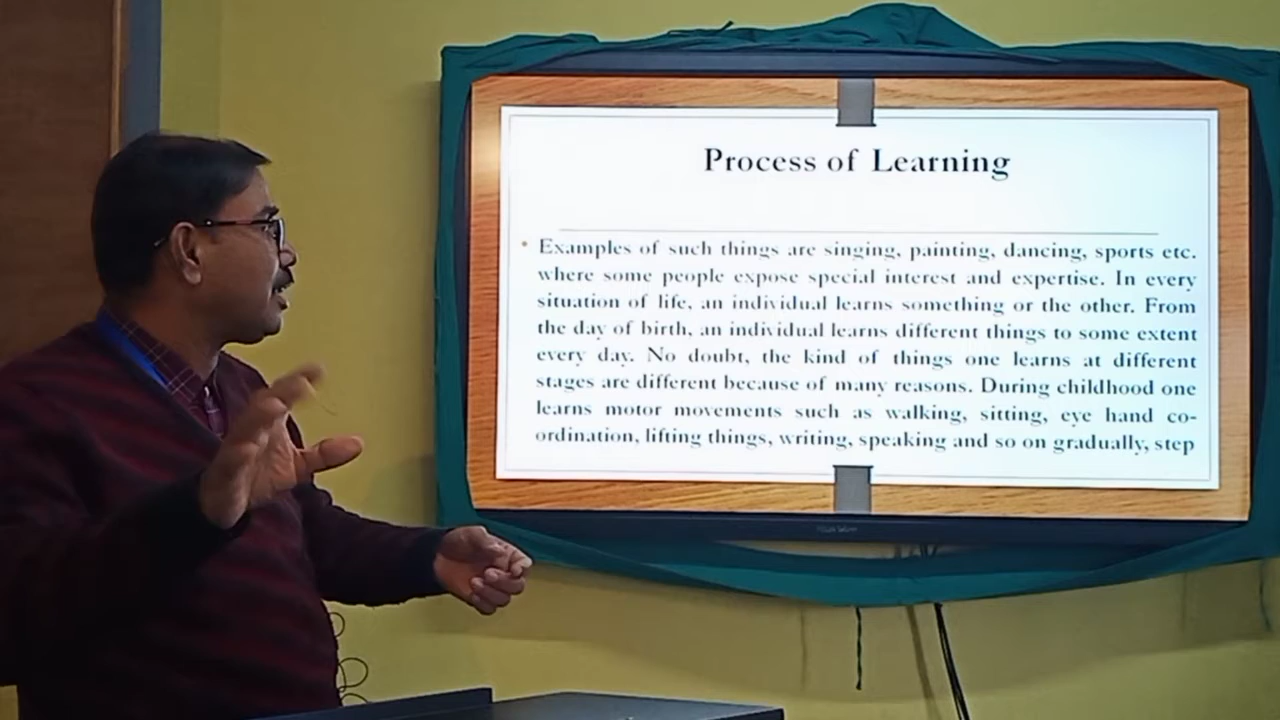 Process of Learning
• Examples of such things are singing, painting, dancing, sports etc.
where some people expose special interest and expertise. In every
situation of life, an individual learns something or the other. From
the day of birth, an individual learns different things to some extent
every day. No doubt, the kind of things one learns at different
stages are different because of many reasons. During childhood one
learns motor movements such as walking, sitting, eye hand co-
ordination, lifting things, writing, speaking and so on gradually, step